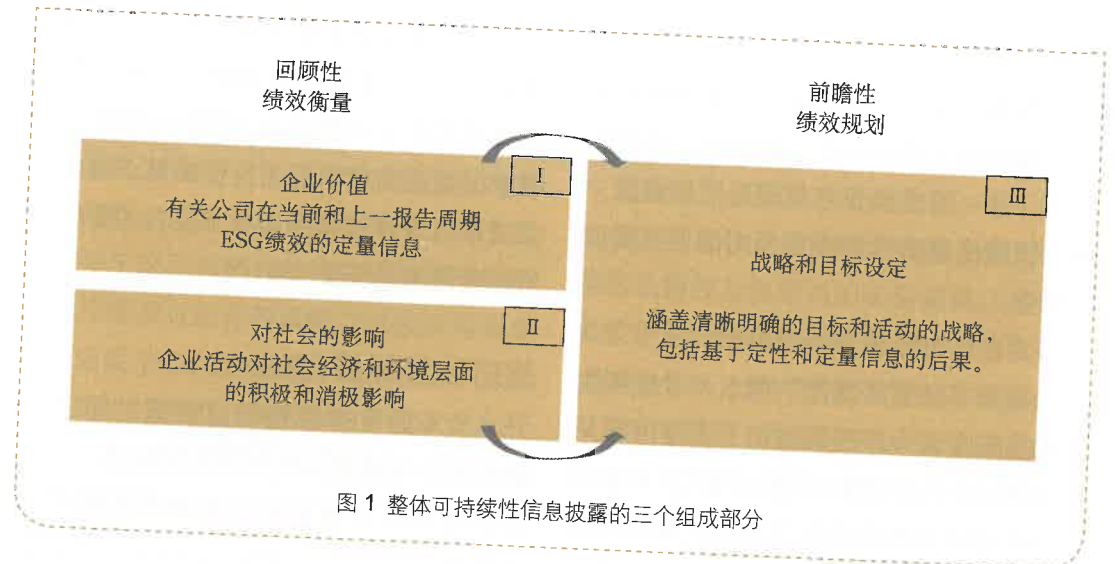 回顾性
绩效衡量
前瞻性
绩效规划
I
企业价值
有关公司在当前和上一报告周期
ESG绩效的定量信息
II
对社会的影响
企业活动对社会经济和环境层面
的积极和消极影响
III
战略和目标设定
涵盖清晰明确的目标和活动的战略，
包括基于定性和定量信息的后果。
图 1 整体可持续性信息披露的三个组成部分